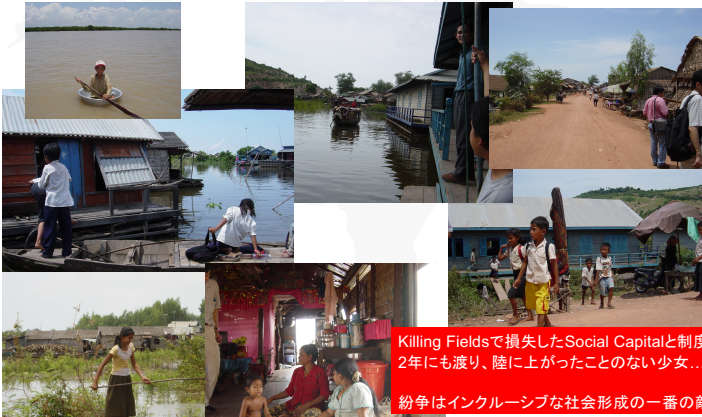 Killing Fieldsで損失したSocial Capitalと制度
2年にも渡り、陸に上がったことのない少女…
紛争はインクルーシブな社会形成の一番の敵